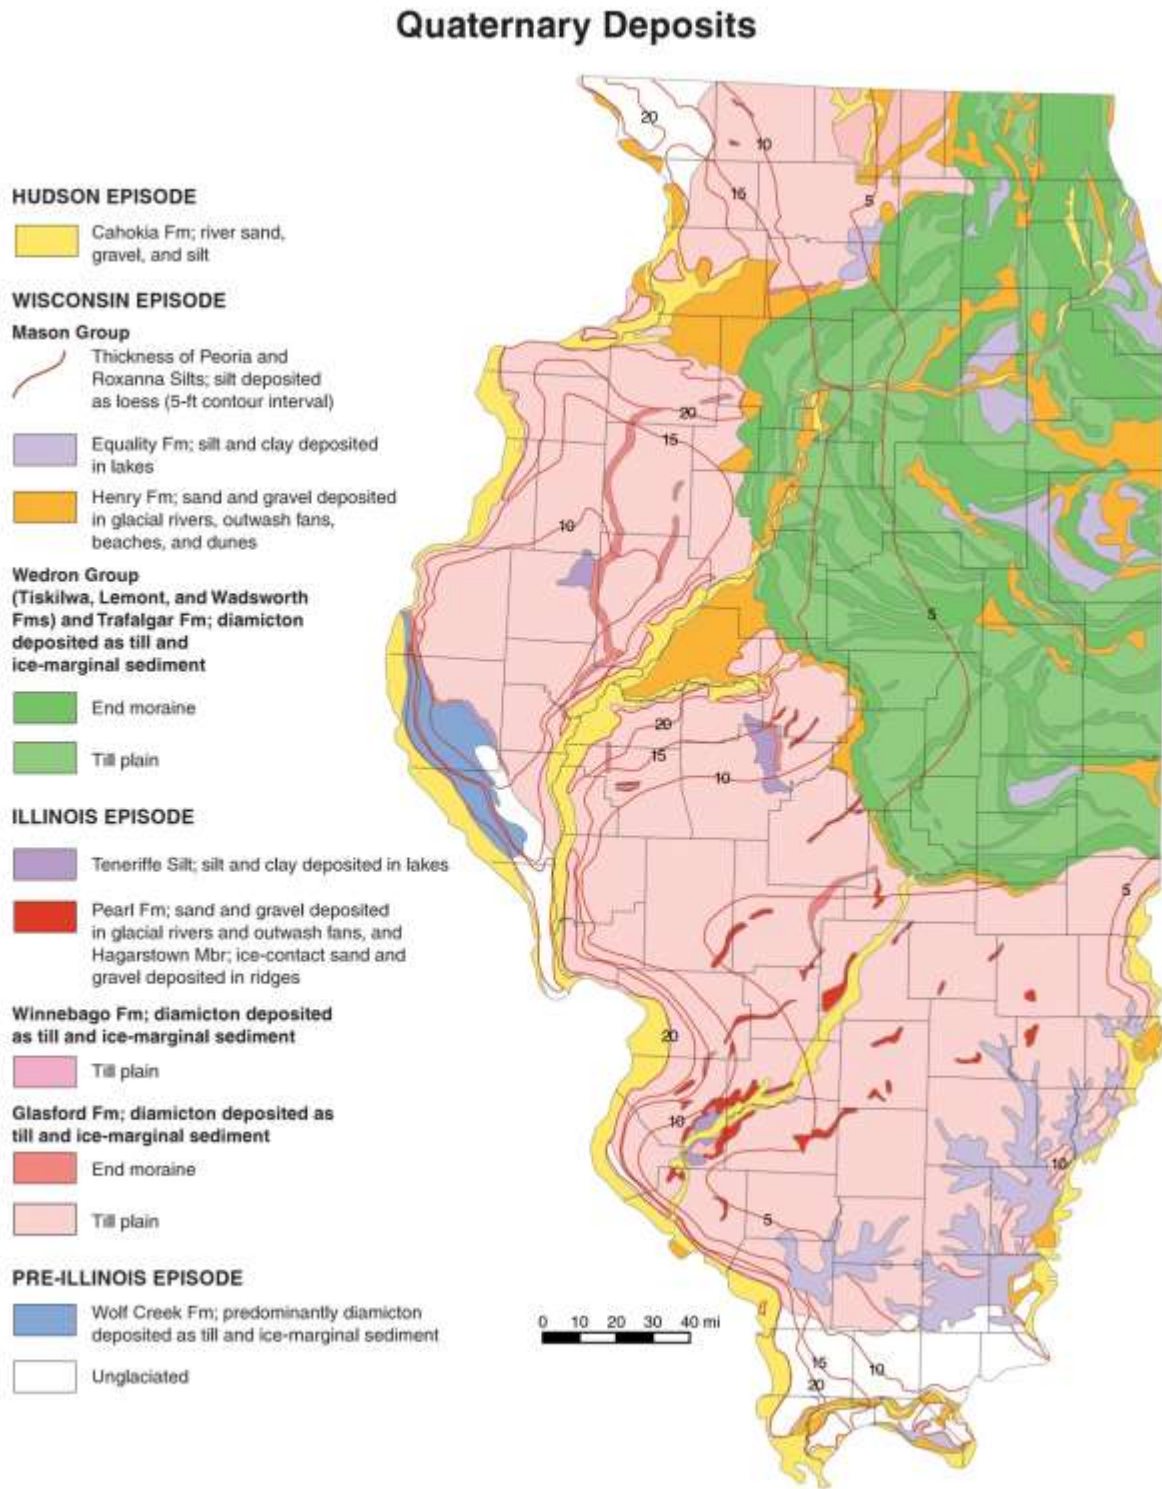 Quaternary Deposits
HUDSON EPISODE
Cahokia Fm; river sand,
gravel, and silt
WISCONSIN EPISODE
Mason Group
Thickness of Peoria and
Roxanna Silts; silt deposited
as loess (5-ft contour interval)
Equality Fm; silt and clay deposited
in lakes
Henry Fm; sand and gravel deposited
in glacial rivers, outwash fans,
beaches, and dunes
Wedron Group
(Tiskilwa, Lemont, and Wadsworth
Fms) and Trafalgar Fm; diamicton
deposited as till and
ice-marginal sediment
End moraine
Till plain
ILLINOIS EPISODE
Teneriffe Silt; silt and clay deposited in lakes
Pearl Fm; sand and gravel deposited
in glacial rivers and outwash fans, and
Hagarstown Mbr; ice-contact sand and
gravel deposited in ridges
Winnebago Fm; diamicton deposited
as till and ice-marginal sediment
Till plain
Glasford Fm; diamicton deposited as
till and ice-marginal sediment
End moraine
Till plain
PRE-ILLINOIS EPISODE
Wolf Creek Fm; predominantly diamicton
deposited as till and ice-marginal sediment
Unglaciated
20
10
15
5
20
15
10
5
20
15
10
5
20
10
10
5
0 10 20 30 40 mi
15
10
20